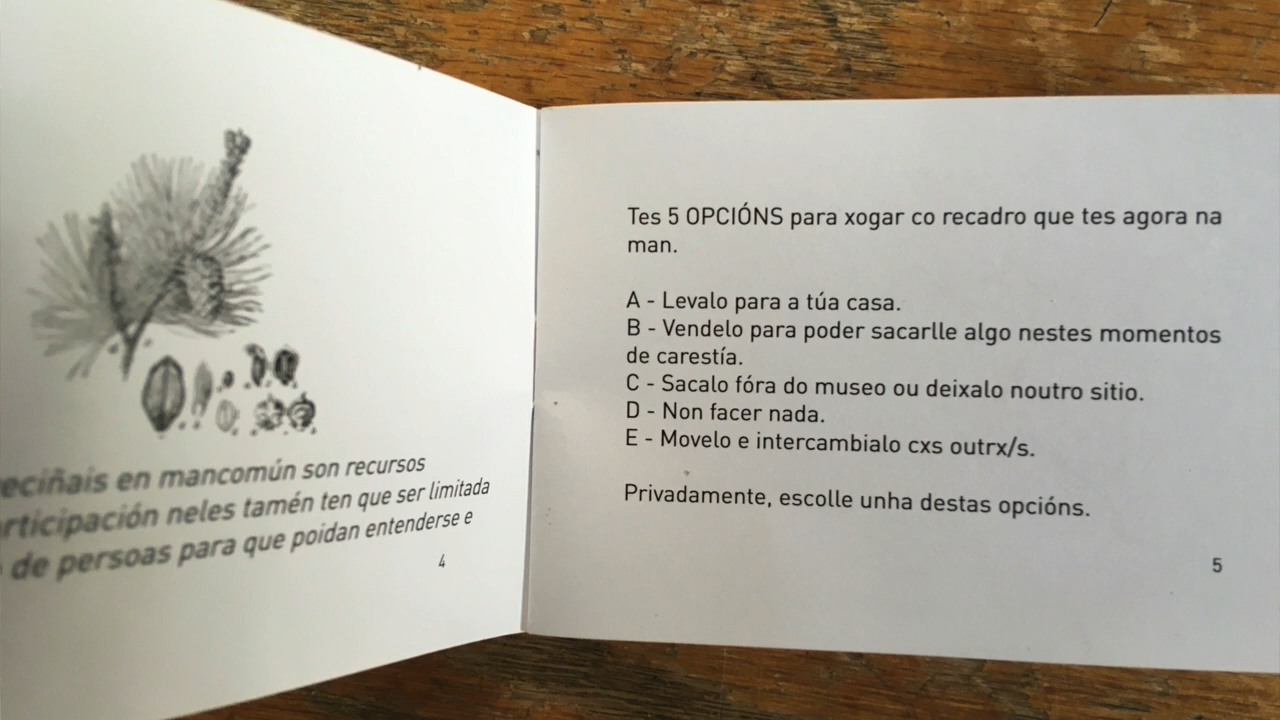 en mancomún son recursos
neles tamén ten que ser limitada
de persoas para que poidan entenderse e
4
Tes 5 OPCIÓNS para xogar co recadro que tes agora na
man.
A - Levalo para a túa casa.
B - Vendelo para poder sacarlle algo nestes momentos
de carestía.
C - Sacalo fóra do museo ou deixalo noutro sitio.
D - Non facer nada.
E - Movelo e intercambialo cxs outrx/s.
Privadamente, escolle unha destas opcións.
5